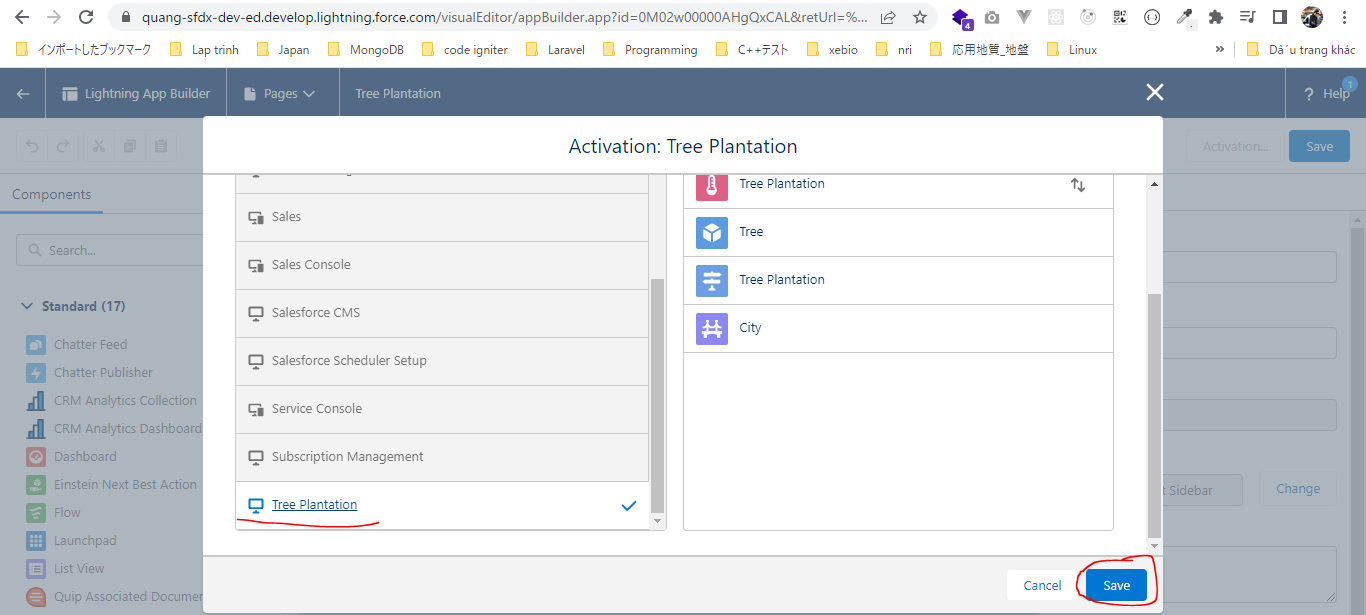 quang-sfdx-dev-ed.develop.lightning.force.com/visualEditor/appBuilder.app?id=0M02w00000AHgQxCAL&retUrl=%...
4
インポートしたブックマーク Lap trinh Japan MongoDB code igniter Laravel Programming C++テスト xebio nri 応用地質_地盤 Linux » Dấu trang khác
Lightning App Builder Pages Tree Plantation ? Help 1
Activation: Tree Plantation
Activation... Save
Components
Search...
Standard (17)
Chatter Feed
Chatter Publisher
CRM Analytics Collection
CRM Analytics Dashboard
Dashboard
Einstein Next Best Action
Flow
Launchpad
List View
Quip Associated Documen
Sales
Sales Console
Salesforce CMS
Salesforce Scheduler Setup
Service Console
Subscription Management
Tree Plantation
Tree Plantation
Tree
Tree Plantation
City
t Sidebar Change
Cancel Save